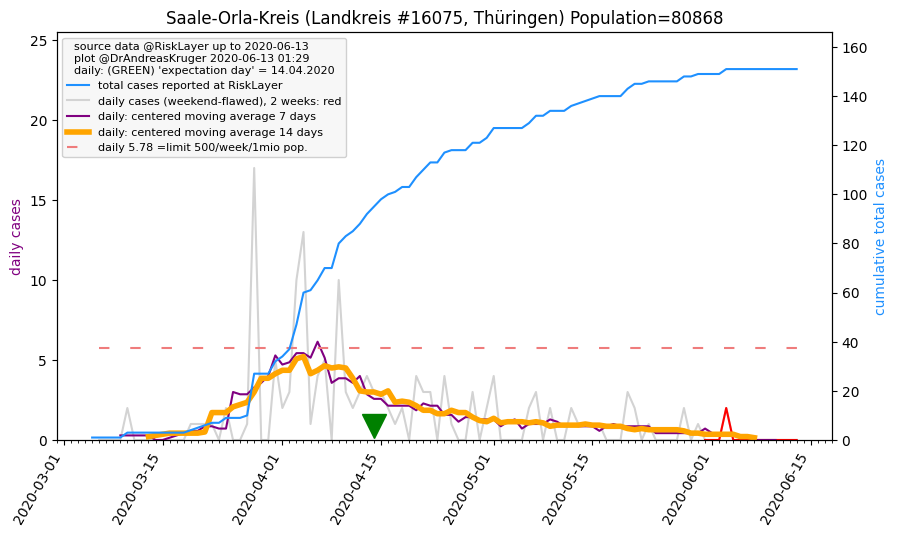 Saale-Orla-Kreis (Landkreis #16075, Thüringen) Population=80868
source data @RiskLayer up to 2020-06-13
plot @DrAndreasKruger 2020-06-13 01:29
daily: (GREEN) 'expectation day' = 14.04.2020
total cases reported at RiskLayer
daily cases (weekend-flawed), 2 weeks: red
daily: centered moving average 7 days
daily: centered moving average 14 days
daily 5.78 =limit 500/week/1mio pop.
daily cases
25
20
15
10
5
0
cumulative total cases
160
140
120
100
80
60
40
20
0
2020-03-01
2020-03-15
2020-04-01
2020-04-15
2020-05-01
2020-05-15
2020-06-01
2020-06-15